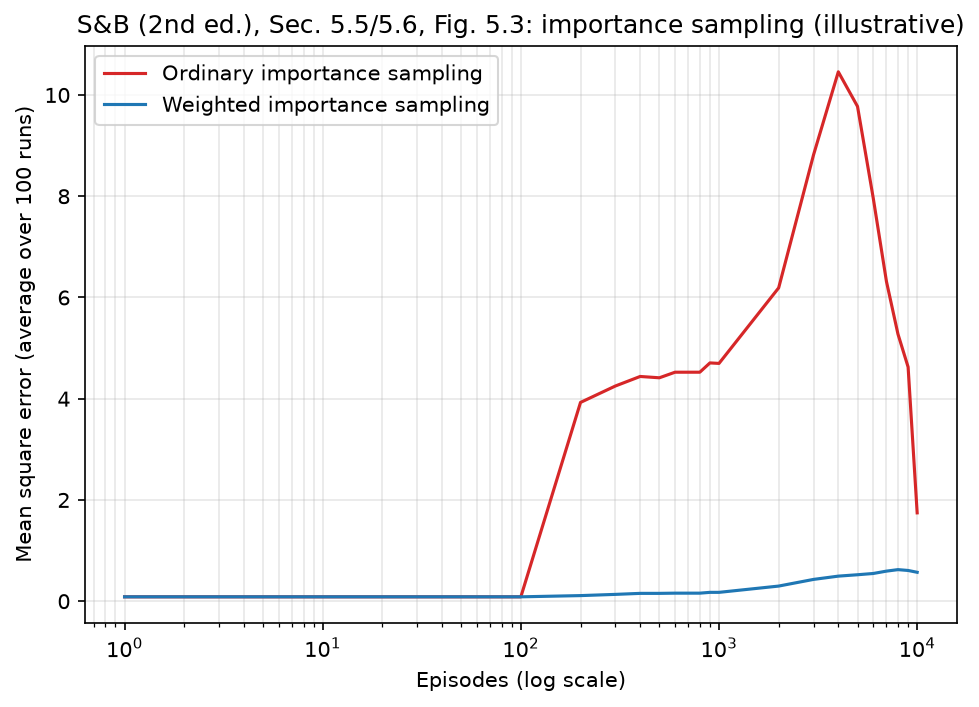 S&B (2nd ed.), Sec. 5.5/5.6, Fig. 5.3: importance sampling (illustrative)
Ordinary importance sampling
Weighted importance sampling
Mean square error (average over 100 runs)
10
8
6
4
2
0
10⁰
10¹
10²
10³
10⁴
Episodes (log scale)